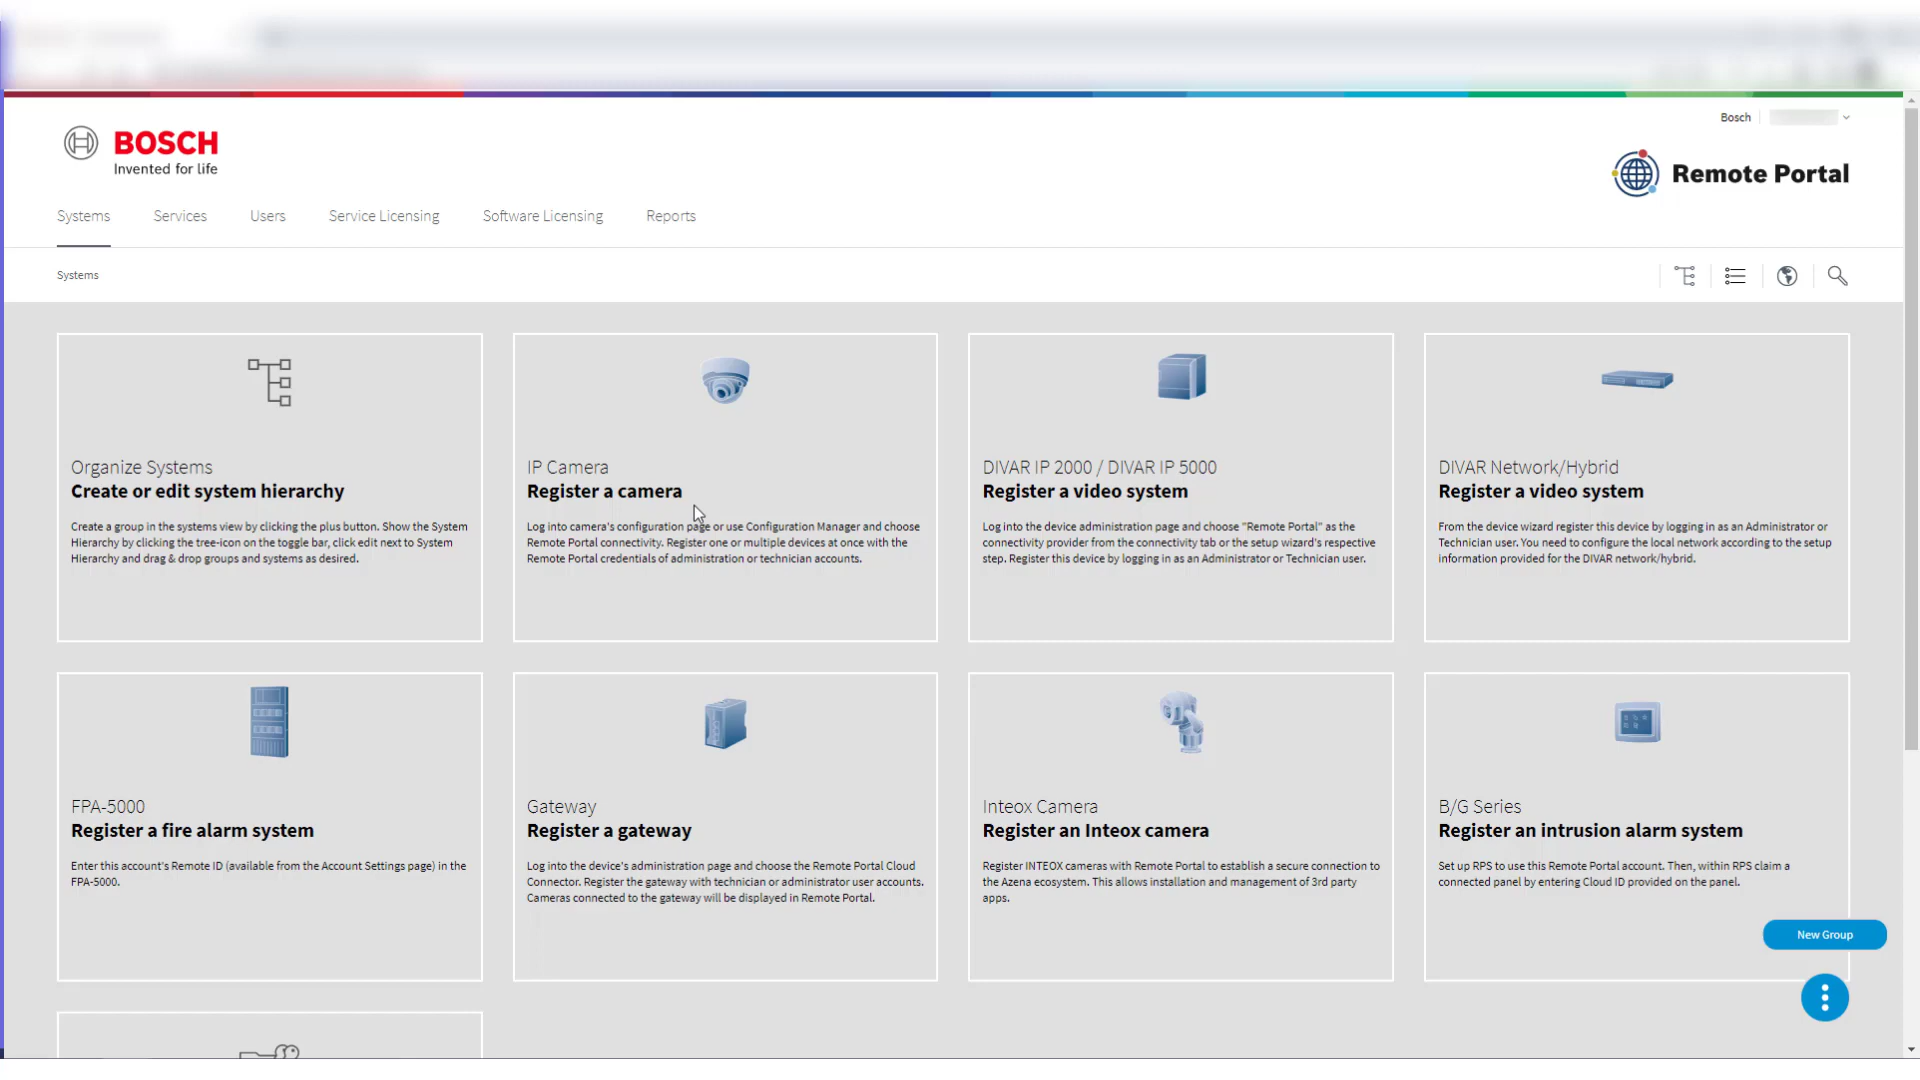 Bosch
BOSCH
Invented for life
Remote Portal
Systems
Services
Users
Service Licensing
Software Licensing
Reports
Systems
Organize Systems
Create or edit system hierarchy
Create a group in the systems view by clicking the plus button. Show the System
Hierarchy by clicking the tree-icon on the toggle bar, click edit next to System
Hierarchy and drag & drop groups and systems as desired.
IP Camera
Register a camera
Log into camera's configuration page or use Configuration Manager and choose
Remote Portal connectivity. Register one or multiple devices at once with the
Remote Portal credentials of administration or technician accounts.
DIVAR IP 2000 / DIVAR IP 5000
Register a video system
Log into the device administration page and choose "Remote Portal" as the
connectivity provider from the connectivity tab or the setup wizard's respective
step. Register this device by logging in as an Administrator or Technician user.
DIVAR Network/Hybrid
Register a video system
From the device wizard register this device by logging in as an Administrator or
Technician user. You need to configure the local network according to the setup
information provided for the DIVAR network/hybrid.
FPA-5000
Register a fire alarm system
Enter this account's Remote ID (available from the Account Settings page) in the
FPA-5000.
Gateway
Register a gateway
Log into the device's administration page and choose the Remote Portal Cloud
Connector. Register the gateway with technician or administrator user accounts.
Cameras connected to the gateway will be displayed in Remote Portal.
Inteox Camera
Register an Inteox camera
Register INTEOX cameras with Remote Portal to establish a secure connection to
the Azena ecosystem. This allows installation and management of 3rd party
apps.
B/G Series
Register an intrusion alarm system
Set up RPS to use this Remote Portal account. Then, within RPS claim a
connected panel by entering Cloud ID provided on the panel.
New Group